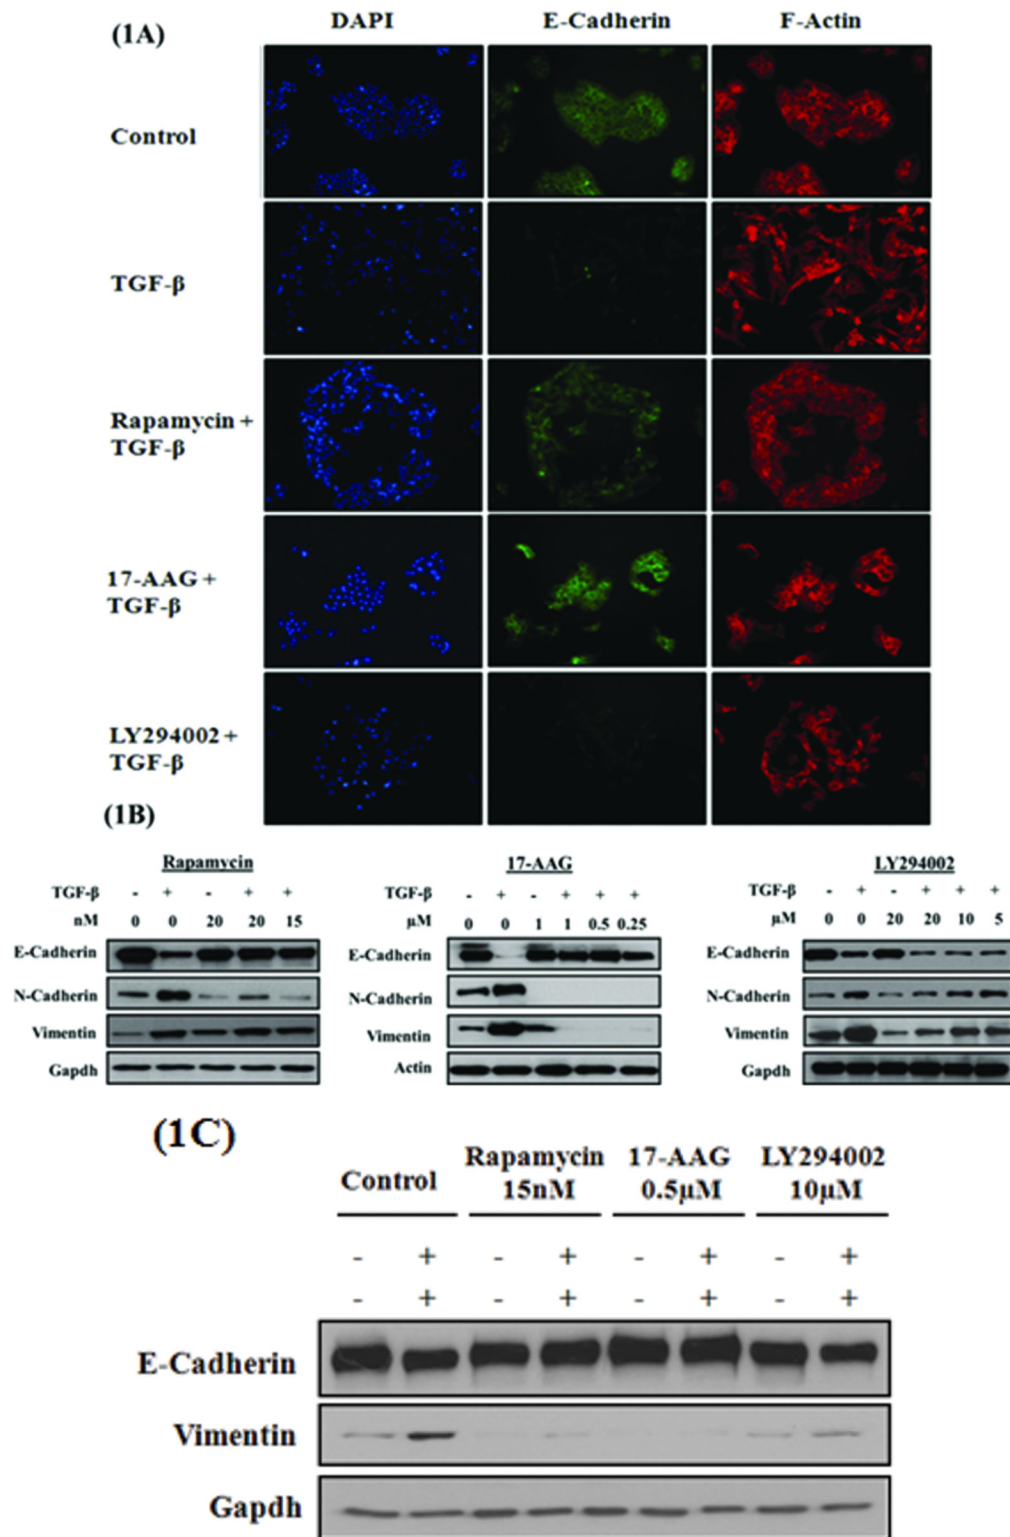 (1A) DAPI E-Cadherin F-Actin
Control
TGF-β
Rapamycin +
TGF-β
17-AAG +
TGF-β
LY294002 +
TGF-β
(1B)
Rapamycin
TGF-β - + - + +
nM 0 0 20 20 15
E-Cadherin
N-Cadherin
Vimentin
Gapdh
17-AAG
TGF-β - + - + + +
μM 0 0 1 1 0.5 0.25
E-Cadherin
N-Cadherin
Vimentin
Actin
LY294002
TGF-β - + - + + +
μM 0 0 20 20 10 5
E-Cadherin
N-Cadherin
Vimentin
Gapdh
(1C)
Control Rapamycin 17-AAG LY294002
15nM 0.5μM 10μM
- + - + - + - +
- + - + - + - +
E-Cadherin
Vimentin
Gapdh